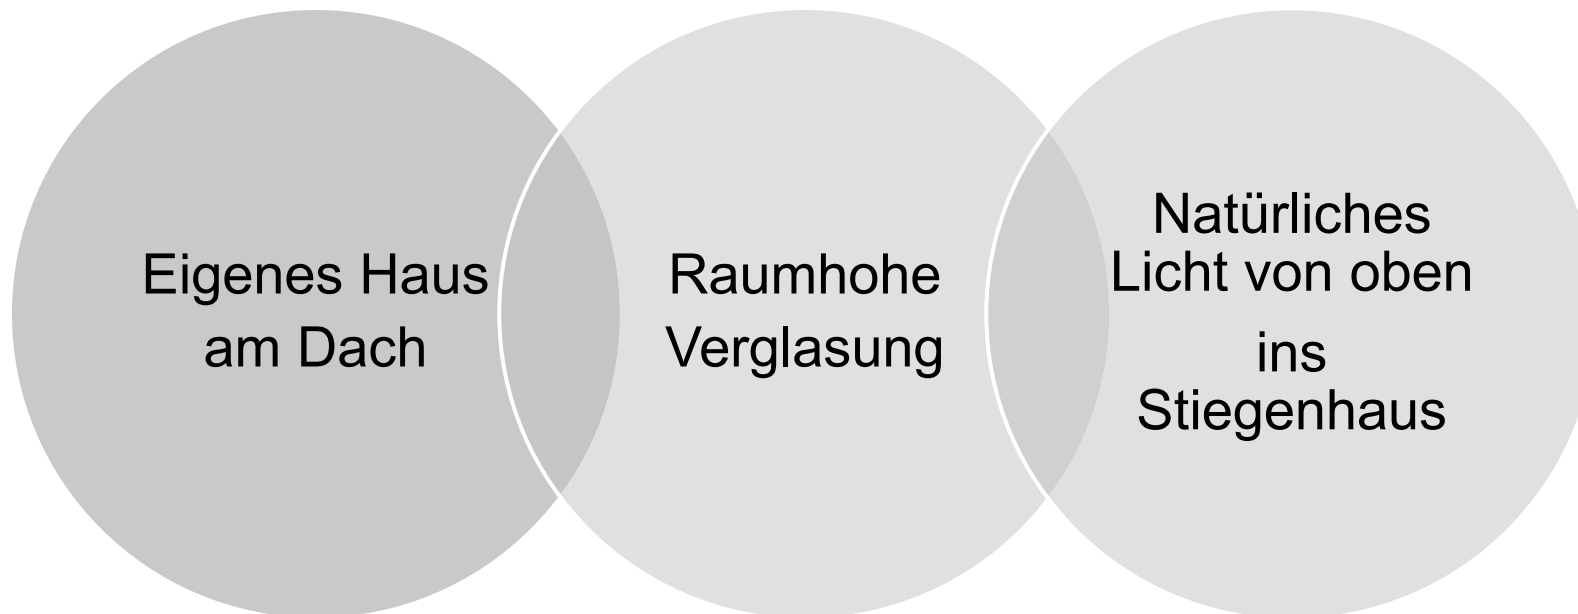 Eigenes Haus
am Dach
Raumhohe
Verglasung
Natürliches
Licht von oben
ins
Stiegenhaus